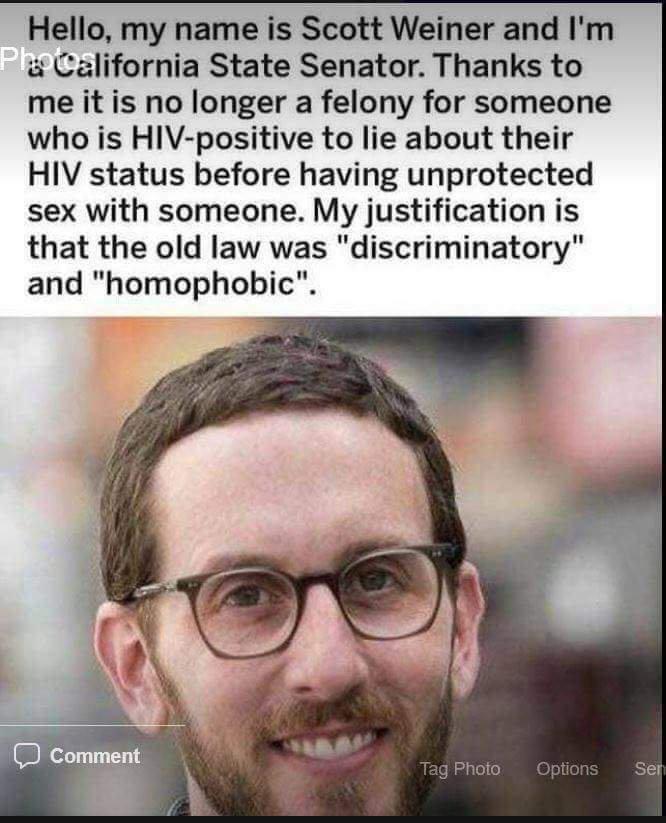 Hello, my name is Scott Weiner and I'm
Photos
a California State Senator. Thanks to
me it is no longer a felony for someone
who is HIV-positive to lie about their
HIV status before having unprotected
sex with someone. My justification is
that the old law was "discriminatory"
and "homophobic".
Comment
Tag Photo Options Sen